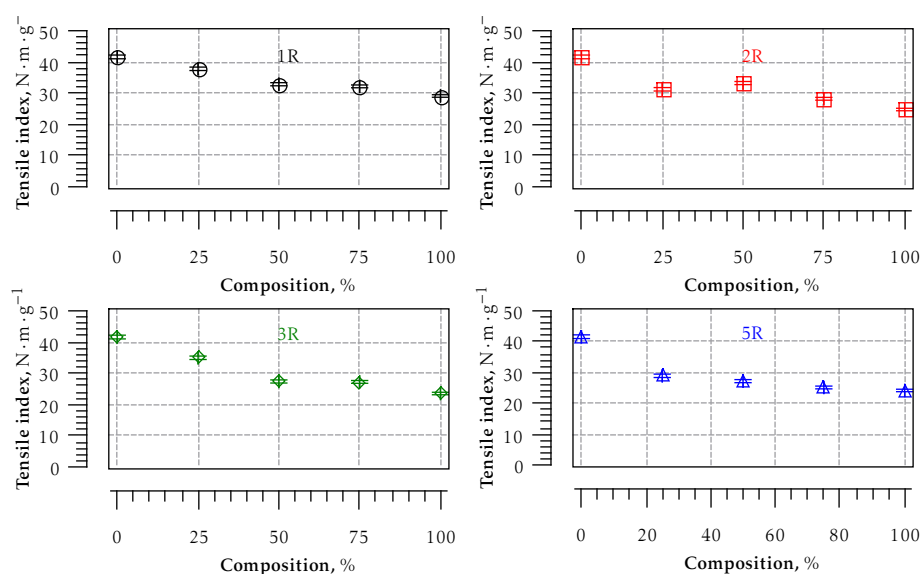 Tensile index, N · m · g⁻
50
40
30
20
10
0
1R
0 25 50 75 100
Composition, %
Tensile index, N · m · g⁻
50
40
30
20
10
0
2R
0 25 50 75 100
Composition, %
Tensile index, N · m · g⁻¹
50
40
30
20
10
0
3R
0 25 50 75 100
Composition, %
Tensile index, N · m · g⁻¹
50
40
30
20
10
0
5R
0 20 40 60 80 100
Composition, %